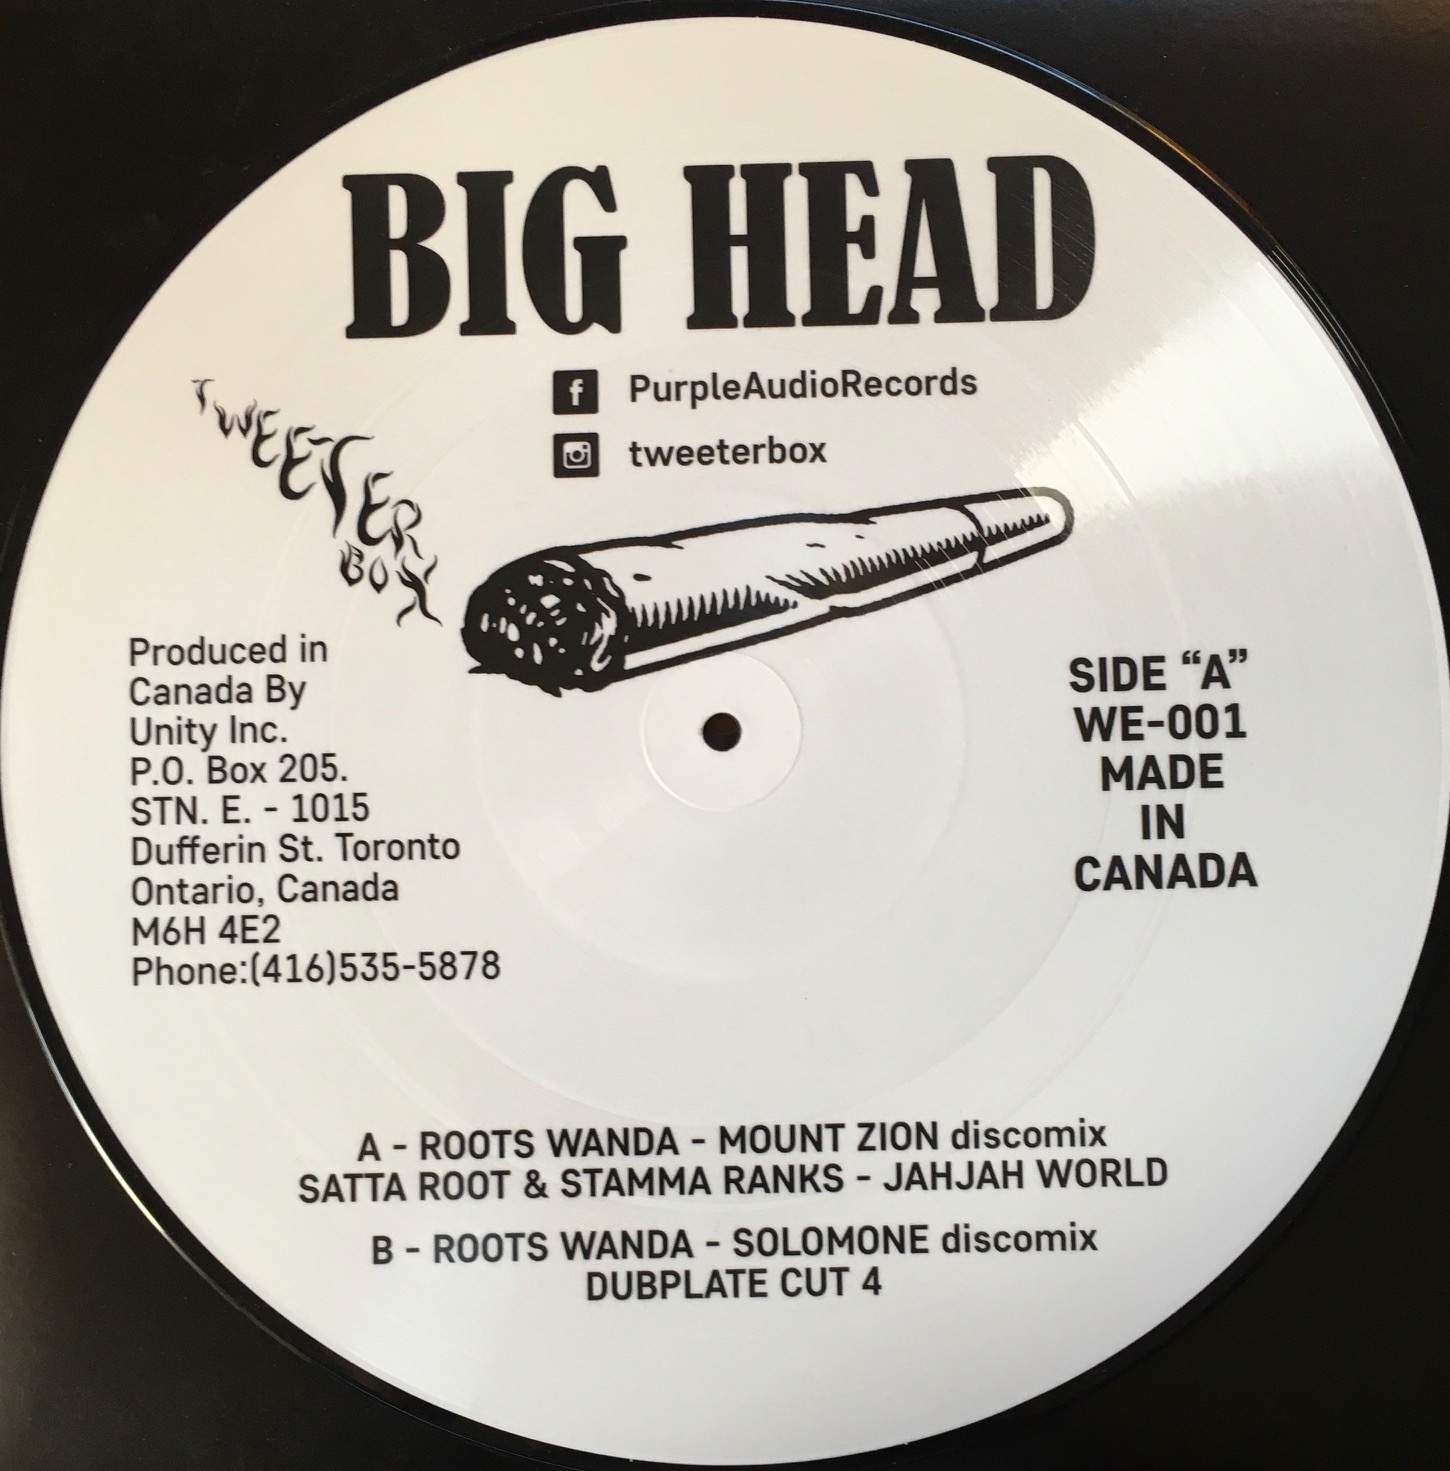 BIG HEAD
PurpleAudioRecords
tweeterbox
TWEETER
BOX
Produced in
Canada By
Unity Inc.
P.O. Box 205.
STN. E. - 1015
Dufferin St. Toronto
Ontario, Canada
M6H 4E2
Phone:(416)535-5878
SIDE “A”
WE-001
MADE
IN
CANADA
A - ROOTS WANDA - MOUNT ZION discomix
SATTA ROOT & STAMMA RANKS - JAHJAH WORLD
B - ROOTS WANDA - SOLOMONE discomix
DUBPLATE CUT 4